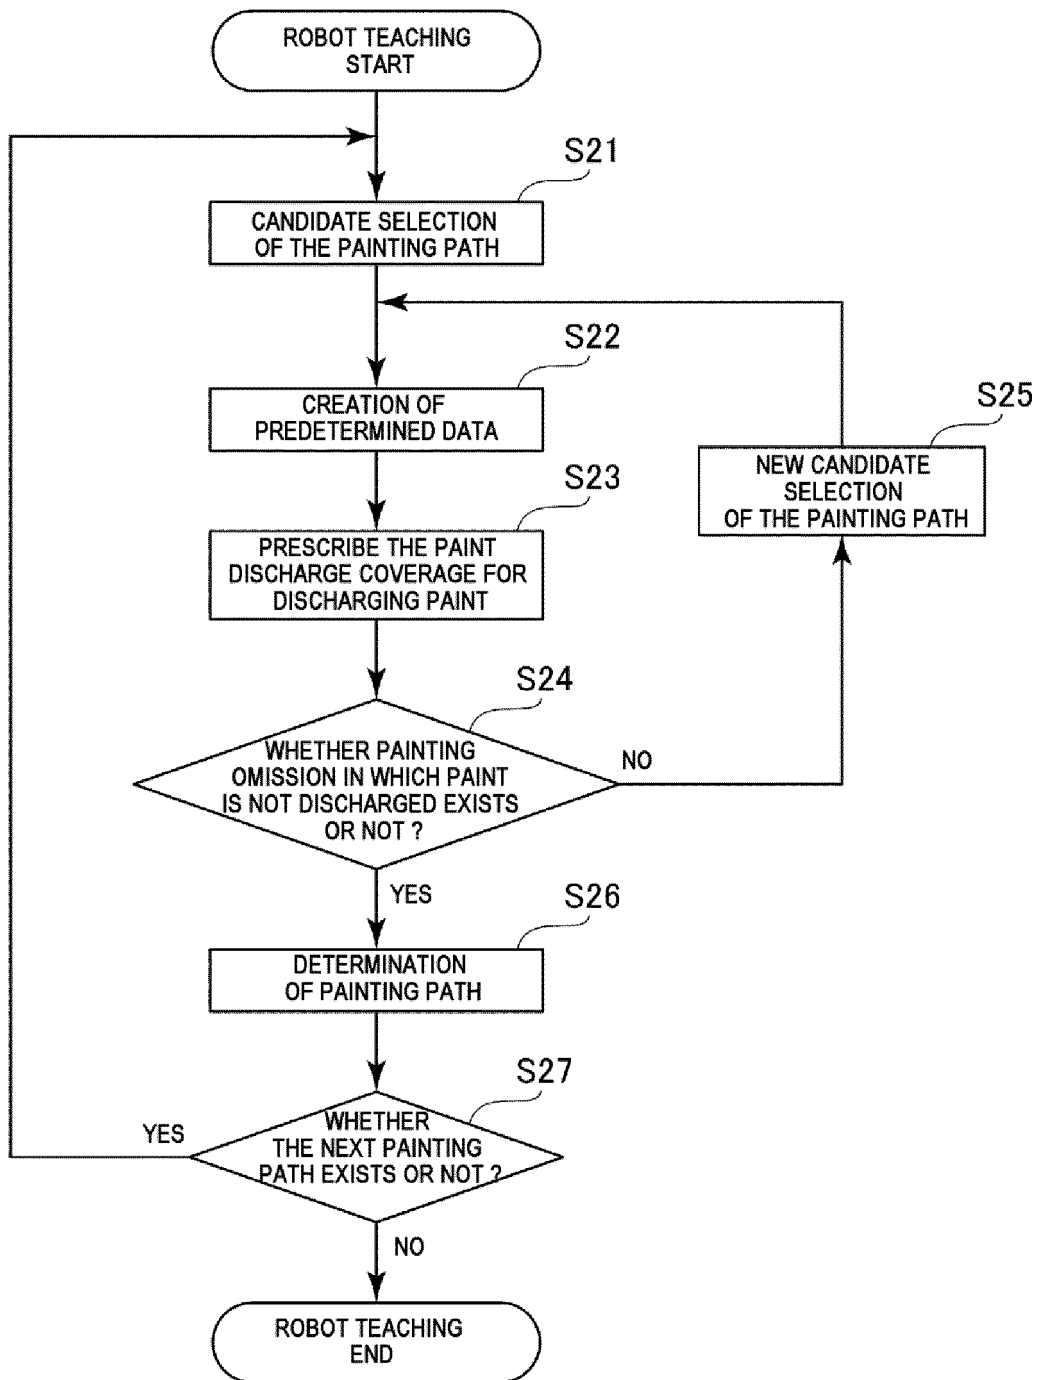 ROBOT TEACHING
START
S21
CANDIDATE SELECTION
OF THE PAINTING PATH
S22
CREATION OF
PREDETERMINED DATA
S25
NEW CANDIDATE
SELECTION
OF THE PAINTING PATH
S23
PRESCRIBE THE PAINT
DISCHARGE COVERAGE FOR
DISCHARGING PAINT
S24
WHETHER PAINTING
OMISSION IN WHICH PAINT
IS NOT DISCHARGED EXISTS
OR NOT ?
NO
YES
S26
DETERMINATION
OF PAINTING PATH
S27
WHETHER
THE NEXT PAINTING
PATH EXISTS OR NOT ?
YES
NO
ROBOT TEACHING
END